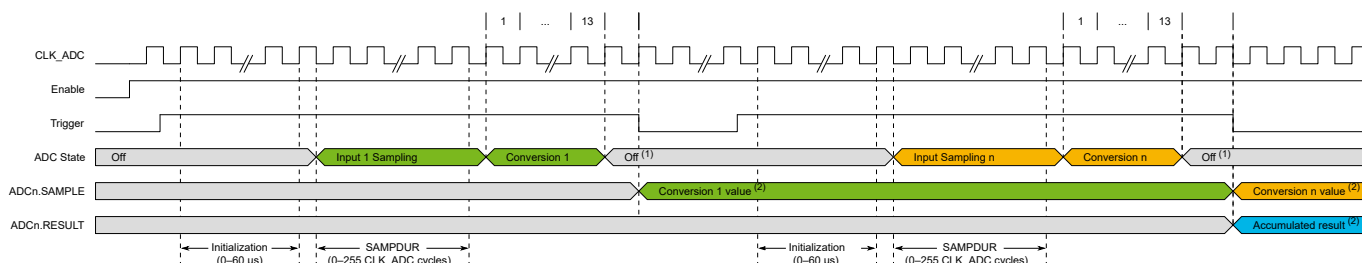 1 ... 13 1 ... 13
CLK_ADC
Enable
Trigger
ADC State Off Input 1 Sampling Conversion 1 Off (1) Input Sampling n Conversion n Off (1)
ADCn.SAMPLE Conversion 1 value (2) Conversion n value (2)
ADCn.RESULT Accumulated result (2)
Initialization SAMPDUR Initialization SAMPDUR
(0–60 us) (0–255 CLK_ADC cycles) (0–60 us) (0–255 CLK_ADC cycles)